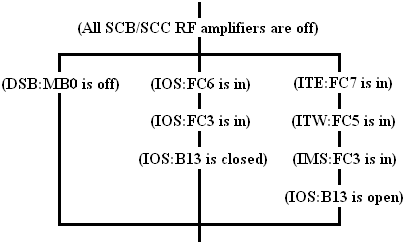 (All SCB/SCC RF amplifiers are off)
(DSB:MB0 is off)
(IOS:FC6 is in)
(IOS:FC3 is in)
(IOS:B13 is closed)
(ITE:FC7 is in)
(ITW:FC5 is in)
(IMS:FC3 is in)
(IOS:B13 is open)